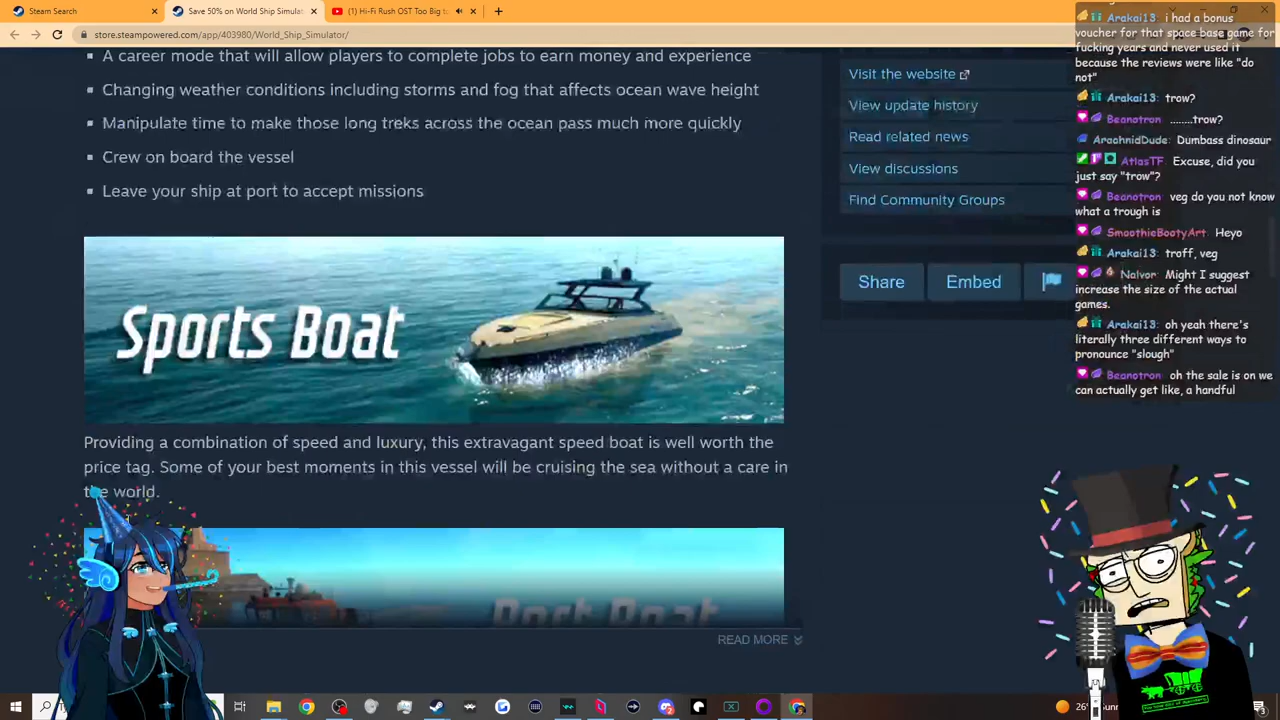 Steam Search
Save 50% on World Ship Simulat
(1) Hi-Fi Rush OST Too Big t
store.steampowered.com/app/403980/World_Ship_Simulator/
A career mode that will allow players to complete jobs to earn money and experience
Changing weather conditions including storms and fog that affects ocean wave height
Manipulate time to make those long treks across the ocean pass much more quickly
Crew on board the vessel
Leave your ship at port to accept missions
Sports Boat
Providing a combination of speed and luxury, this extravagant speed boat is well worth the
price tag. Some of your best moments in this vessel will be cruising the sea without a care in
the world.
Port Boat
READ MORE
Visit the website
View update history
Read related news
View discussions
Find Community Groups
Share
Embed
Arakai13: i had a bonus
voucher for that space base game for
fucking years and never used it
because the reviews were like "do
not"
Arakai13: trow?
Beanotron: ........trow?
AraohnidDude: Dumbass dinosaur
AtlasTF: Excuse, did you
just say "trow"?
Beanotron: veg do you not know
what a trough is
SmoothieBootyArt: Heyo
Arakai13: troff, veg
Nalvor: Might I suggest
increase the size of the actual
games.
Arakai13: oh yeah there's
literally three different ways to
pronounce "slough"
Beanotron: oh the sale is on we
can actually get like, a handful
26°